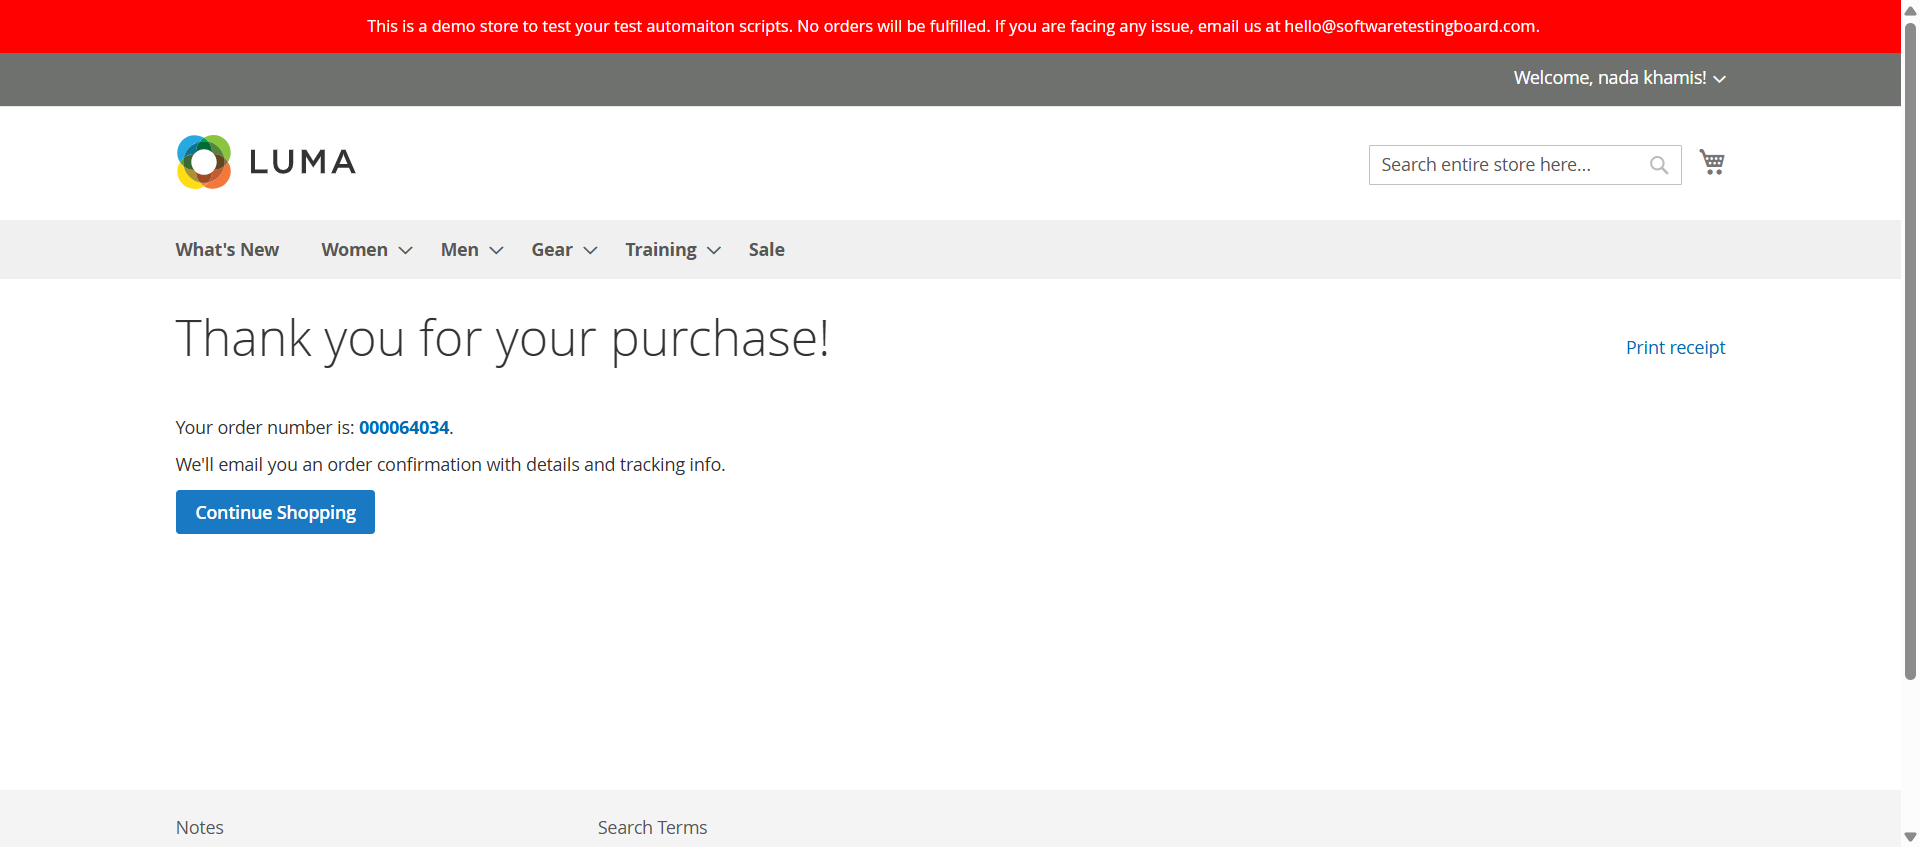 This is a demo store to test your test automaiton scripts. No orders will be fulfilled. If you are facing any issue, email us at hello@softwaretestingboard.com.
Welcome, nada khamis!
LUMA
Search entire store here...
What's New Women Men Gear Training Sale
Thank you for your purchase!
Print receipt
Your order number is: 000064034.
We'll email you an order confirmation with details and tracking info.
Continue Shopping
Notes Search Terms